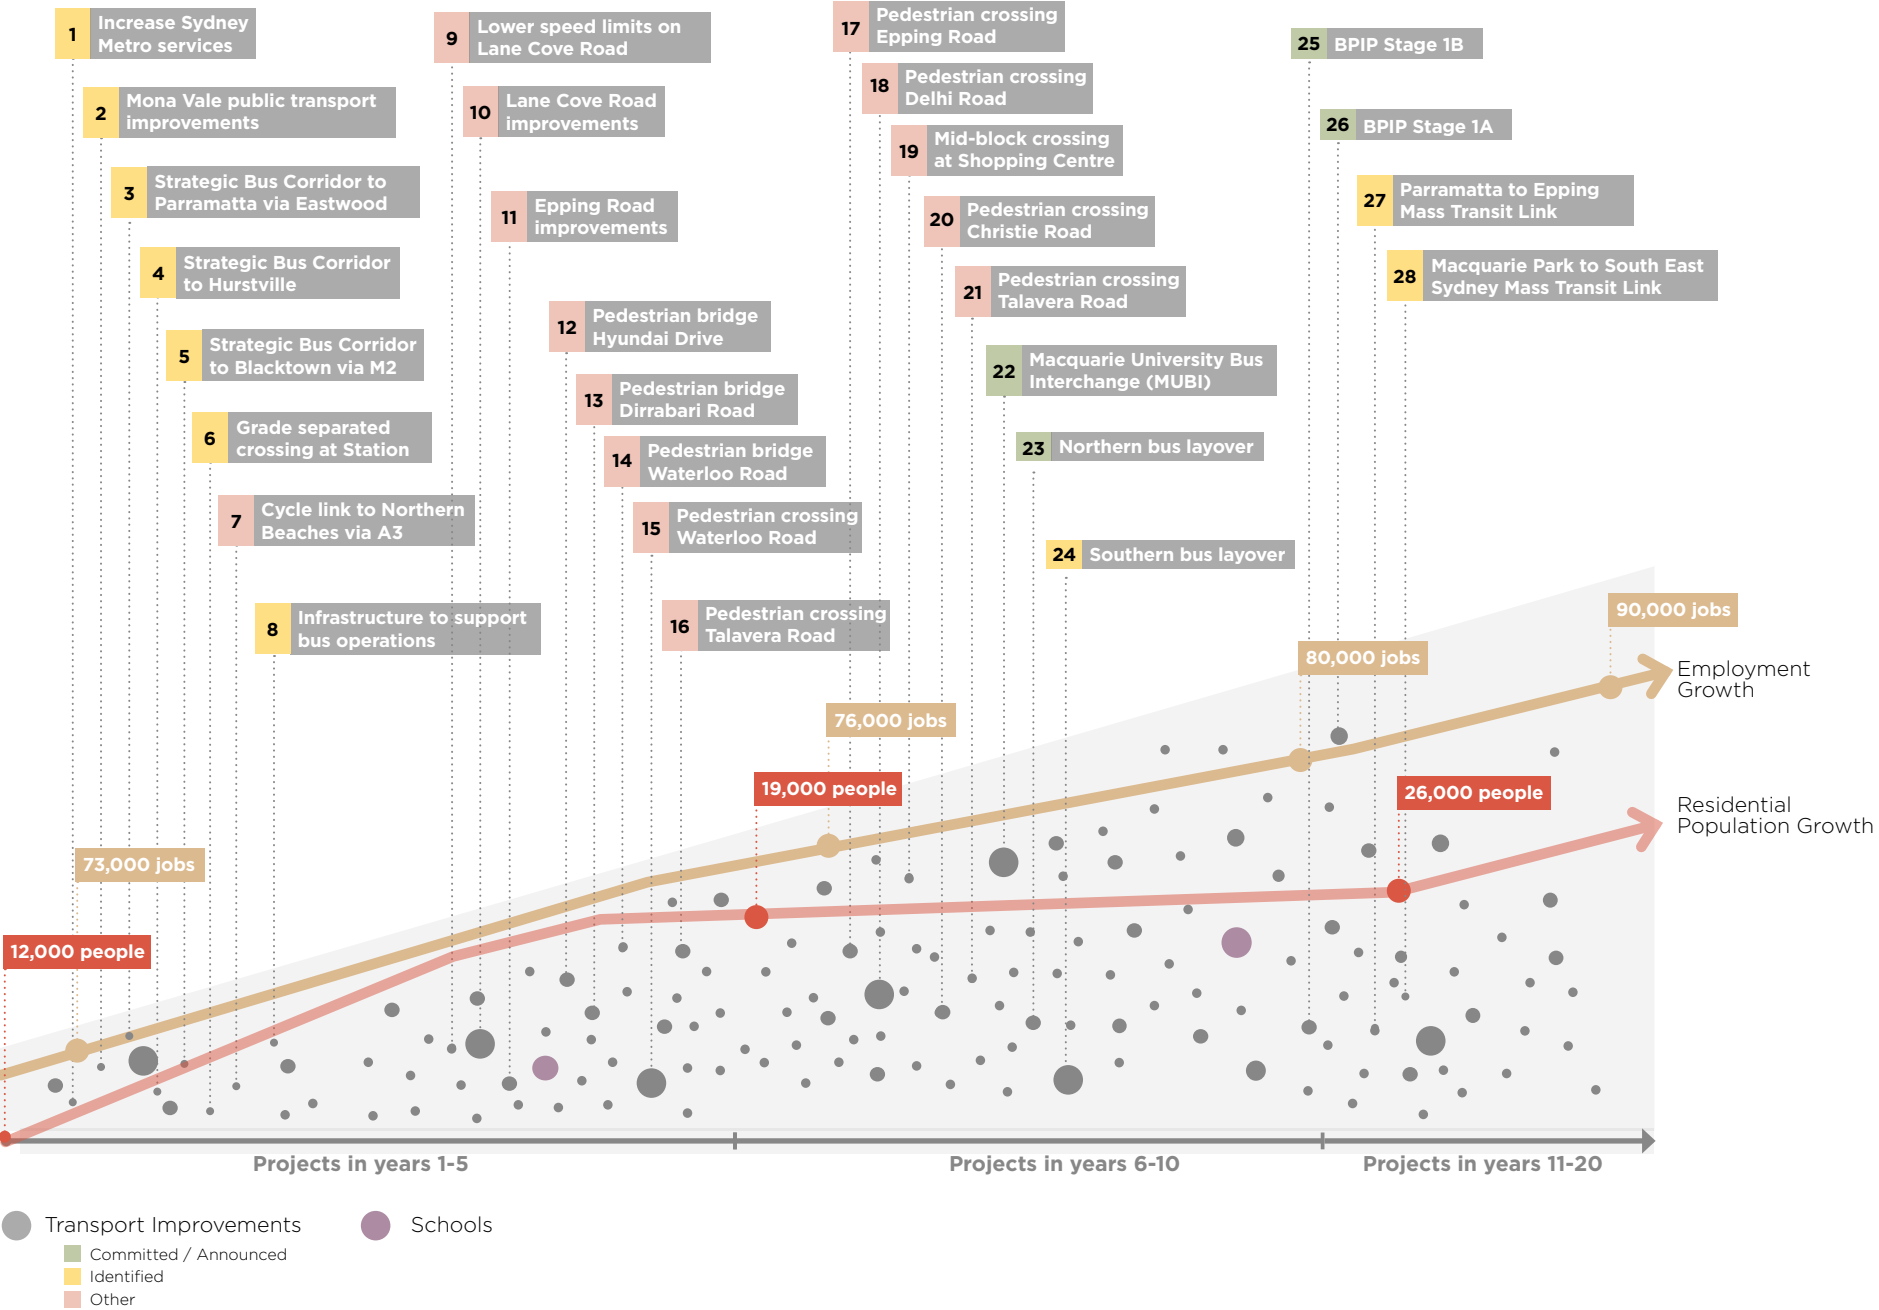 1
Increase Sydney
Metro services
2
Mona Vale public transport
improvements
3
Strategic Bus Corridor to
Parramatta via Eastwood
4
Strategic Bus Corridor
to Hurstville
5
Strategic Bus Corridor
to Blacktown via M2
6
Grade separated
crossing at Station
7
Cycle link to Northern
Beaches via A3
8
Infrastructure to support
bus operations
9
Lower speed limits on
Lane Cove Road
10
Lane Cove Road
improvements
11
Epping Road
improvements
12
Pedestrian bridge
Hyundai Drive
13
Pedestrian bridge
Dirrabari Road
14
Pedestrian bridge
Waterloo Road
15
Pedestrian crossing
Waterloo Road
16
Pedestrian crossing
Talavera Road
17
Pedestrian crossing
Epping Road
18
Pedestrian crossing
Delhi Road
19
Mid-block crossing
at Shopping Centre
20
Pedestrian crossing
Christie Road
21
Pedestrian crossing
Talavera Road
22
Macquarie University Bus
Interchange (MUBI)
23
Northern bus layover
24
Southern bus layover
25
BPIP Stage 1B
26
BPIP Stage 1A
27
Parramatta to Epping
Mass Transit Link
28
Macquarie Park to South East
Sydney Mass Transit Link
73,000 jobs
76,000 jobs
80,000 jobs
90,000 jobs
Employment
Growth
12,000 people
19,000 people
26,000 people
Residential
Population Growth
Projects in years 1-5
Projects in years 6-10
Projects in years 11-20
Transport Improvements
Schools
Committed / Announced
Identified
Other